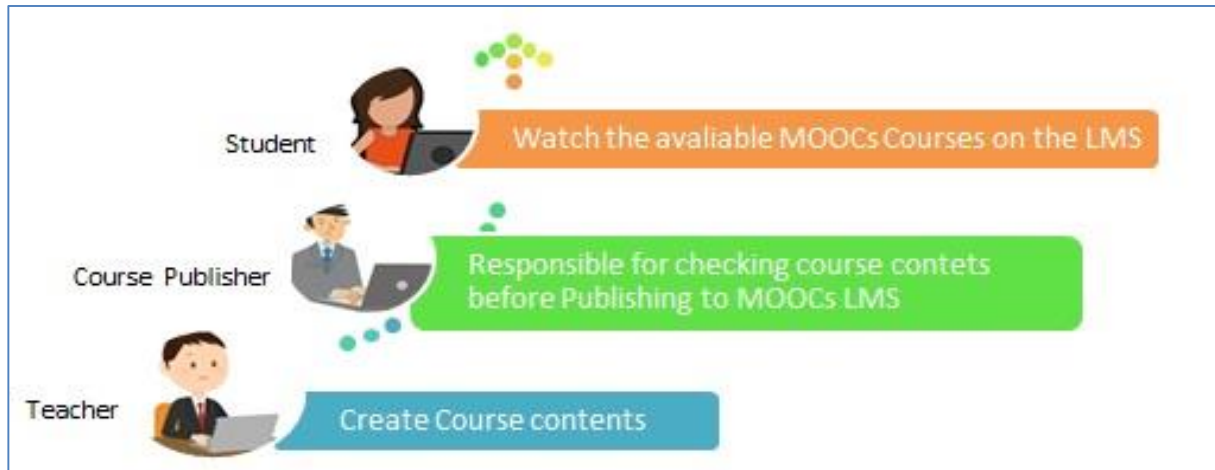 Student
Watch the avaliable MOOCs Courses on the LMS
Course Publisher
Responsible for checking course contets
before Publishing to MOOCs LMS
Teacher
Create Course contents